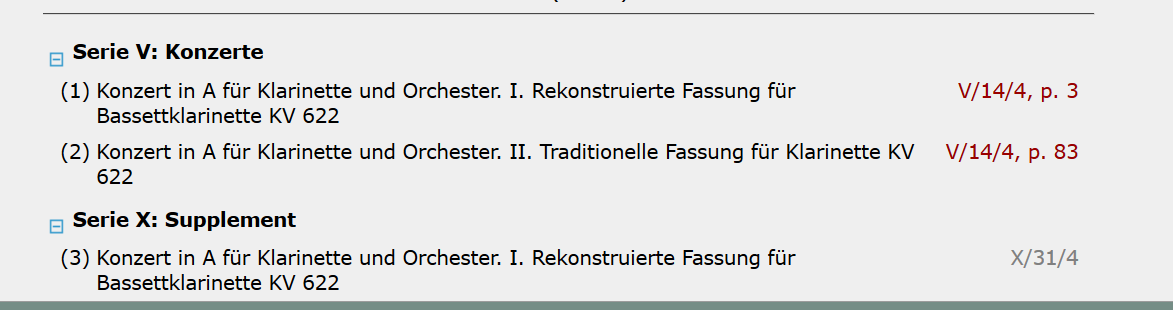 Serie V: Konzerte
(1) Konzert in A für Klarinette und Orchester. I. Rekonstruierte Fassung für V/14/4, p. 3
Bassettklarinette KV 622
(2) Konzert in A für Klarinette und Orchester. II. Traditionelle Fassung für Klarinette KV V/14/4, p. 83
622
Serie X: Supplement
(3) Konzert in A für Klarinette und Orchester. I. Rekonstruierte Fassung für X/31/4
Bassettklarinette KV 622